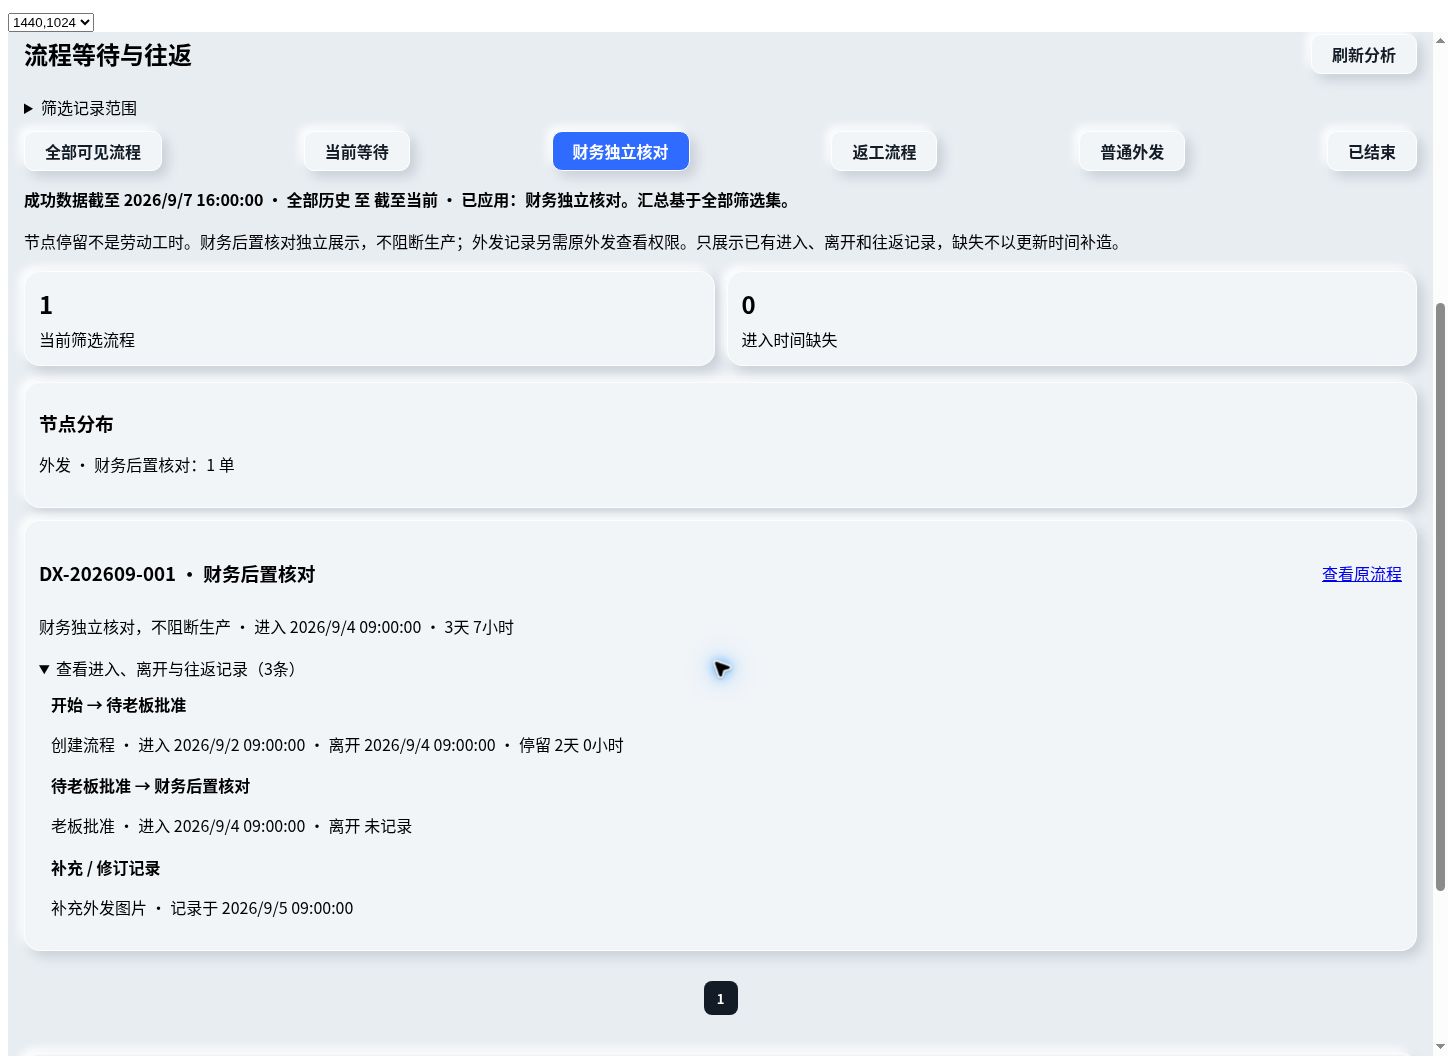 1440,1024
流程等待与往返
刷新分析
筛选记录范围
全部可见流程
当前等待
财务独立核对
返工流程
普通外发
已结束
成功数据截至 2026/9/7 16:00:00 · 全部历史 至 截至当前 · 已应用：财务独立核对。汇总基于全部筛选集。
节点停留不是劳动工时。财务后置核对独立展示，不阻断生产；外发记录另需原外发查看权限。只展示已有进入、离开和往返记录，缺失不以更新时间补造。
1
当前筛选流程
0
进入时间缺失
节点分布
外发 · 财务后置核对：1 单
DX-202609-001 · 财务后置核对
查看原流程
财务独立核对，不阻断生产 · 进入 2026/9/4 09:00:00 · 3天 7小时
查看进入、离开与往返记录（3条）
开始 → 待老板批准
创建流程 · 进入 2026/9/2 09:00:00 · 离开 2026/9/4 09:00:00 · 停留 2天 0小时
待老板批准 → 财务后置核对
老板批准 · 进入 2026/9/4 09:00:00 · 离开 未记录
补充 / 修订记录
补充外发图片 · 记录于 2026/9/5 09:00:00
1